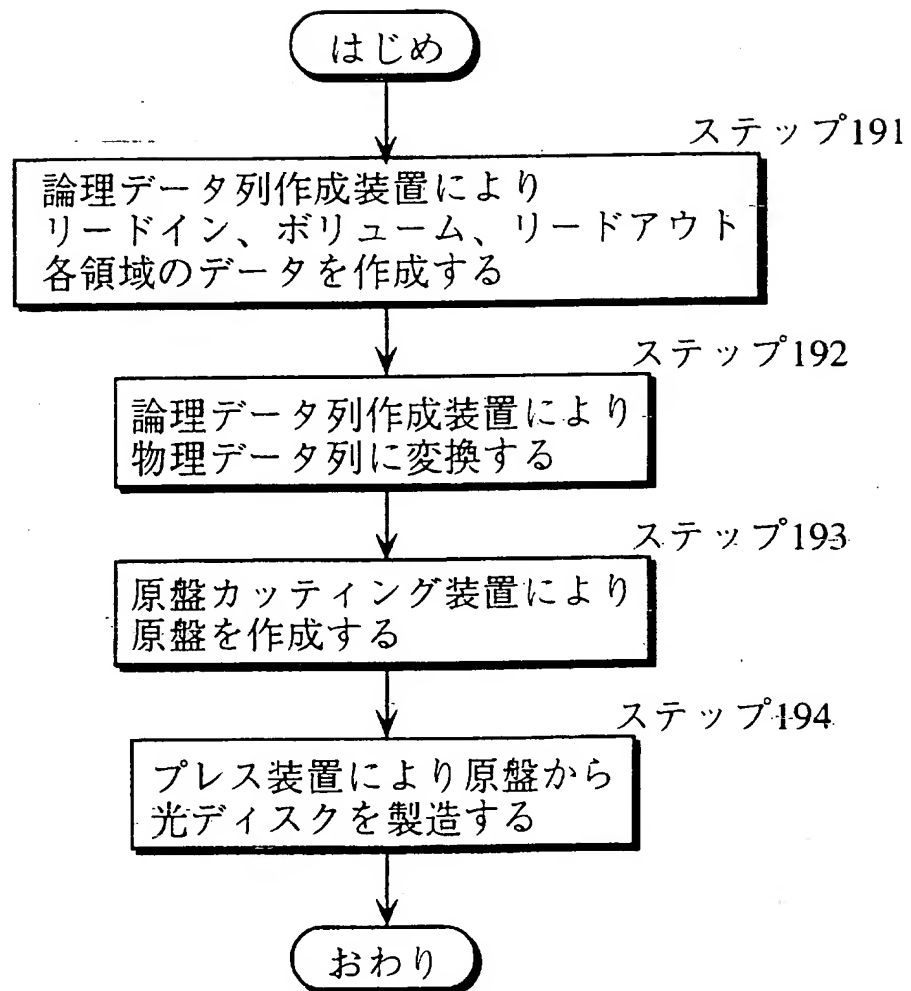 はじめ
ステップ191
論理データ列作成装置により
リードイン、ボリューム、リードアウト
各領域のデータを作成する
ステップ192
論理データ列作成装置により
物理データ列に変換する
ステップ193
原盤カッティング装置により
原盤を作成する
ステップ194
プレス装置により原盤から
光ディスクを製造する
おわり